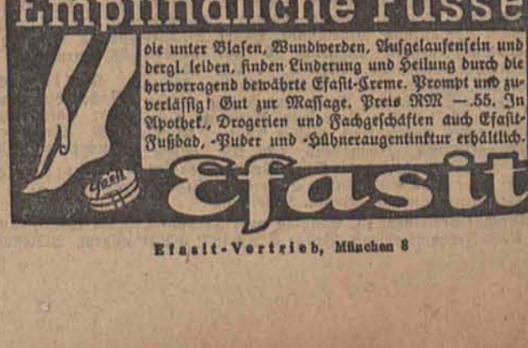 Empfindliche Füsse
die unter Blasen, Wundwerden, Aufgelaufensein und
dergl. leiden, finden Linderung und Heilung durch die
hervorragend bewährte Efasit-Creme. Prompt und zu-
verlässig! Gut zur Massage. Preis RM —.55. In
Apothek., Drogerien und Fachgeschäften auch Efasit-
Fußbad, -Puder und -Hühneraugentinktur erhältlich.
Efasit
Efasit
Efasit-Vertrieb, München 8